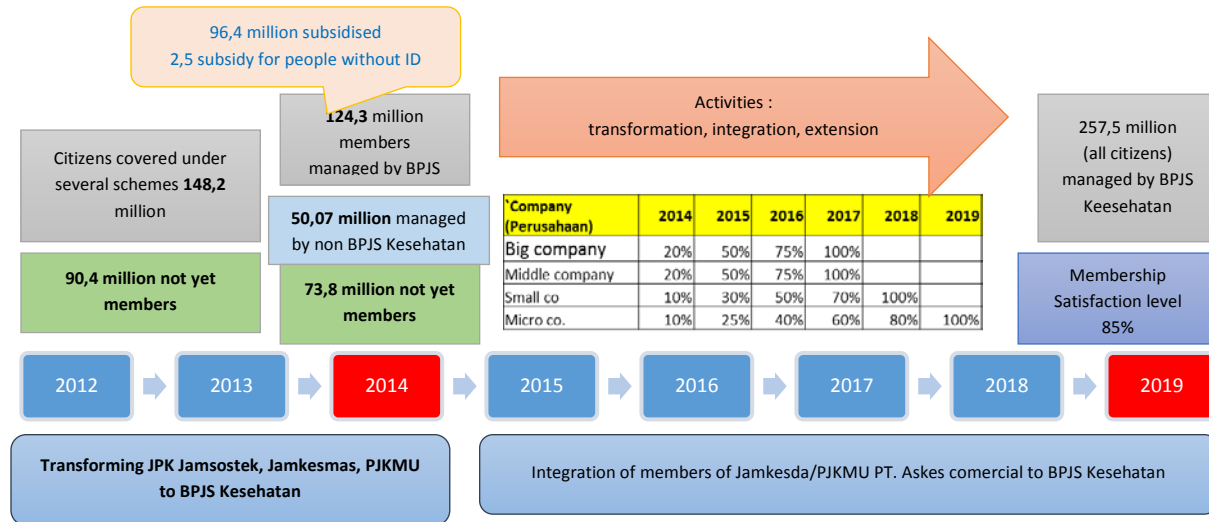 96,4 million subsidised
2,5 subsidy for people without ID
Citizens covered under
several schemes 148,2
million
90,4 million not yet
members
124,3 million
members
managed by BPJS
50,07 million managed
by non BPJS Kesehatan
73,8 million not yet
members
Activities :
transformation, integration, extension
`Company (Perusahaan) 2014 2015 2016 2017 2018 2019
Big company 20% 50% 75% 100%
Middle company 20% 50% 75% 100%
Small co 10% 30% 50% 70% 100%
Micro co. 10% 25% 40% 60% 80% 100%
257,5 million
(all citizens)
managed by BPJS
Keesehatan
Membership
Satisfaction level
85%
2012 2013 2014 2015 2016 2017 2018 2019
Transforming JPK Jamsostek, Jamkesmas, PJKMU
to BPJS Kesehatan
Integration of members of Jamkesda/PJKMU PT. Askes comercial to BPJS Kesehatan